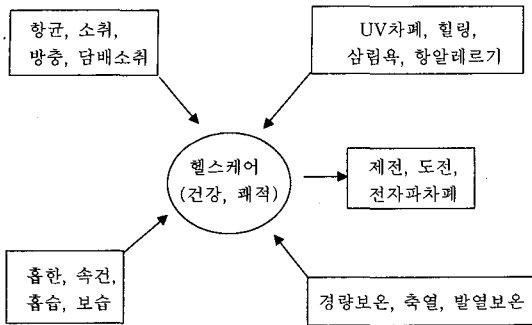 항균, 소취,
방충, 담배소취
UV차폐, 힐링,
삼림욕, 항알레르기
헬스케어
(건강, 쾌적)
제전, 도전,
전자파차폐
흡한, 속건,
흡습, 보습
경량보온, 축열, 발열보온